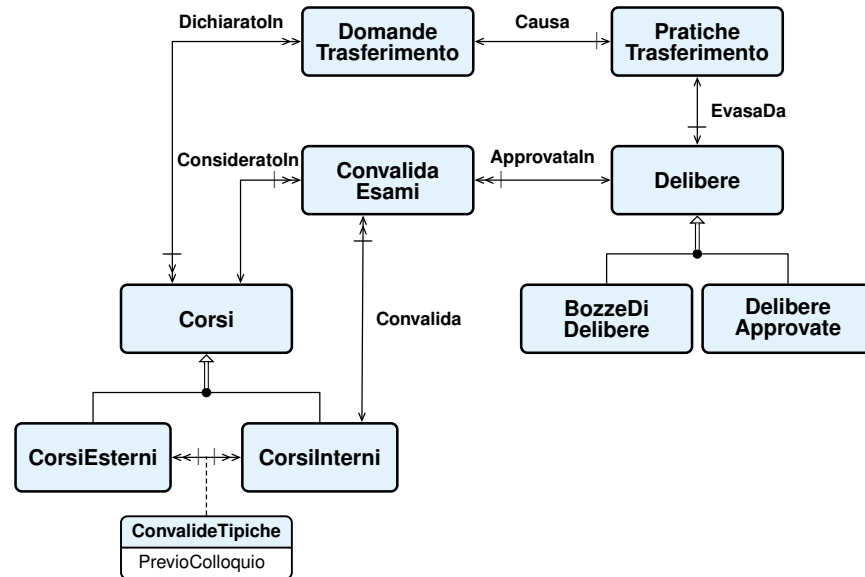 DichiaratoIn
Domande
Trasferimento
Causa
Pratiche
Trasferimento
EvasaDa
ConsideratoIn
Convalida
Esami
ApprovataIn
Delibere
Corsi
Convalida
BozzeDi
Delibere
Delibere
Approvate
CorsiEsterni
CorsiInterni
ConvalideTipiche
PrevioColloquio